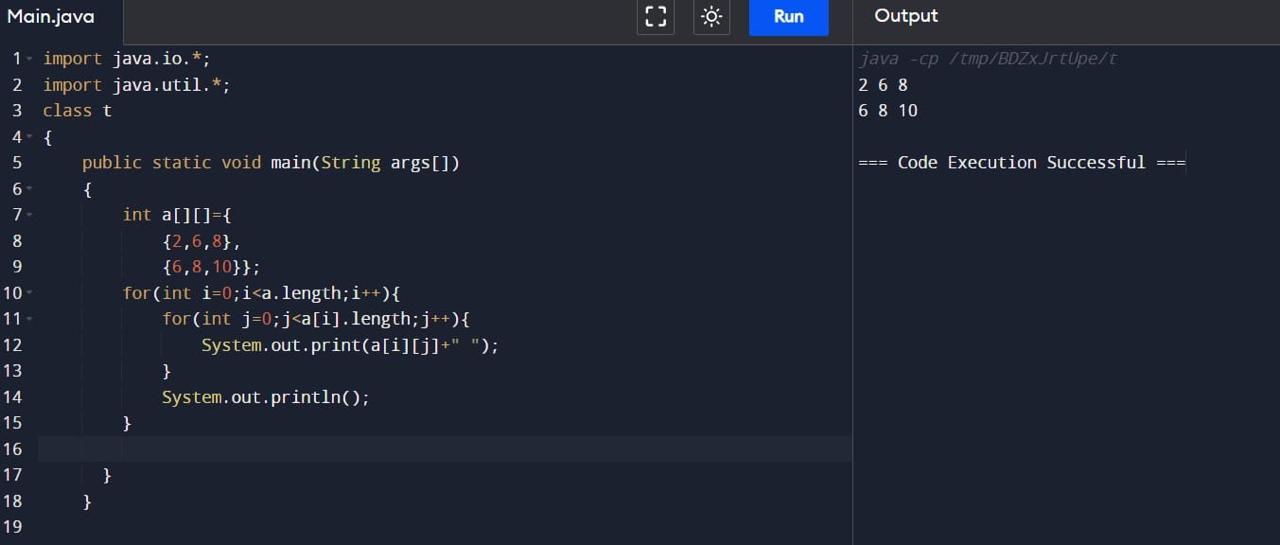 Main.java
Run
Output
1 import java.io.*;
2 import java.util.*;
3 class t
4 {
5     public static void main(String args[])
6     {
7         int a[][]={
8             {2,6,8},
9             {6,8,10}};
10         for(int i=0;i<a.length;i++){
11             for(int j=0;j<a[i].length;j++){
12                 System.out.print(a[i][j]+" ");
13             }
14             System.out.println();
15         }
16
17       }
18     }
19
java -cp /tmp/BDZxJrtUpe/t
2 6 8
6 8 10
=== Code Execution Successful ===